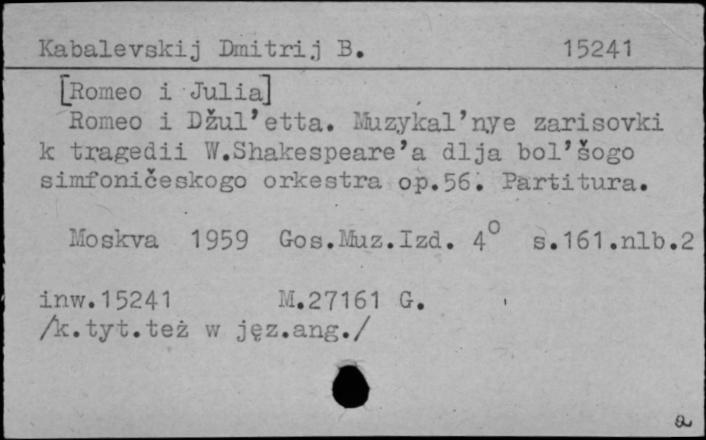 Kabalevskij Dmitrij B. 15241
[Romeo i Julia]
Romeo i Džul'etta. Muzykal'nye zarisovki
k tragedii W.Shakespeare'a dlja bol'šogo
simfoničeskogo orkestra op.56. Partitura.
Moskva 1959 Gos.Muz.Izd. 4° s.161.nlb.2
inw.15241 M.27161 G.
/k.tyt.też w jęz.ang./